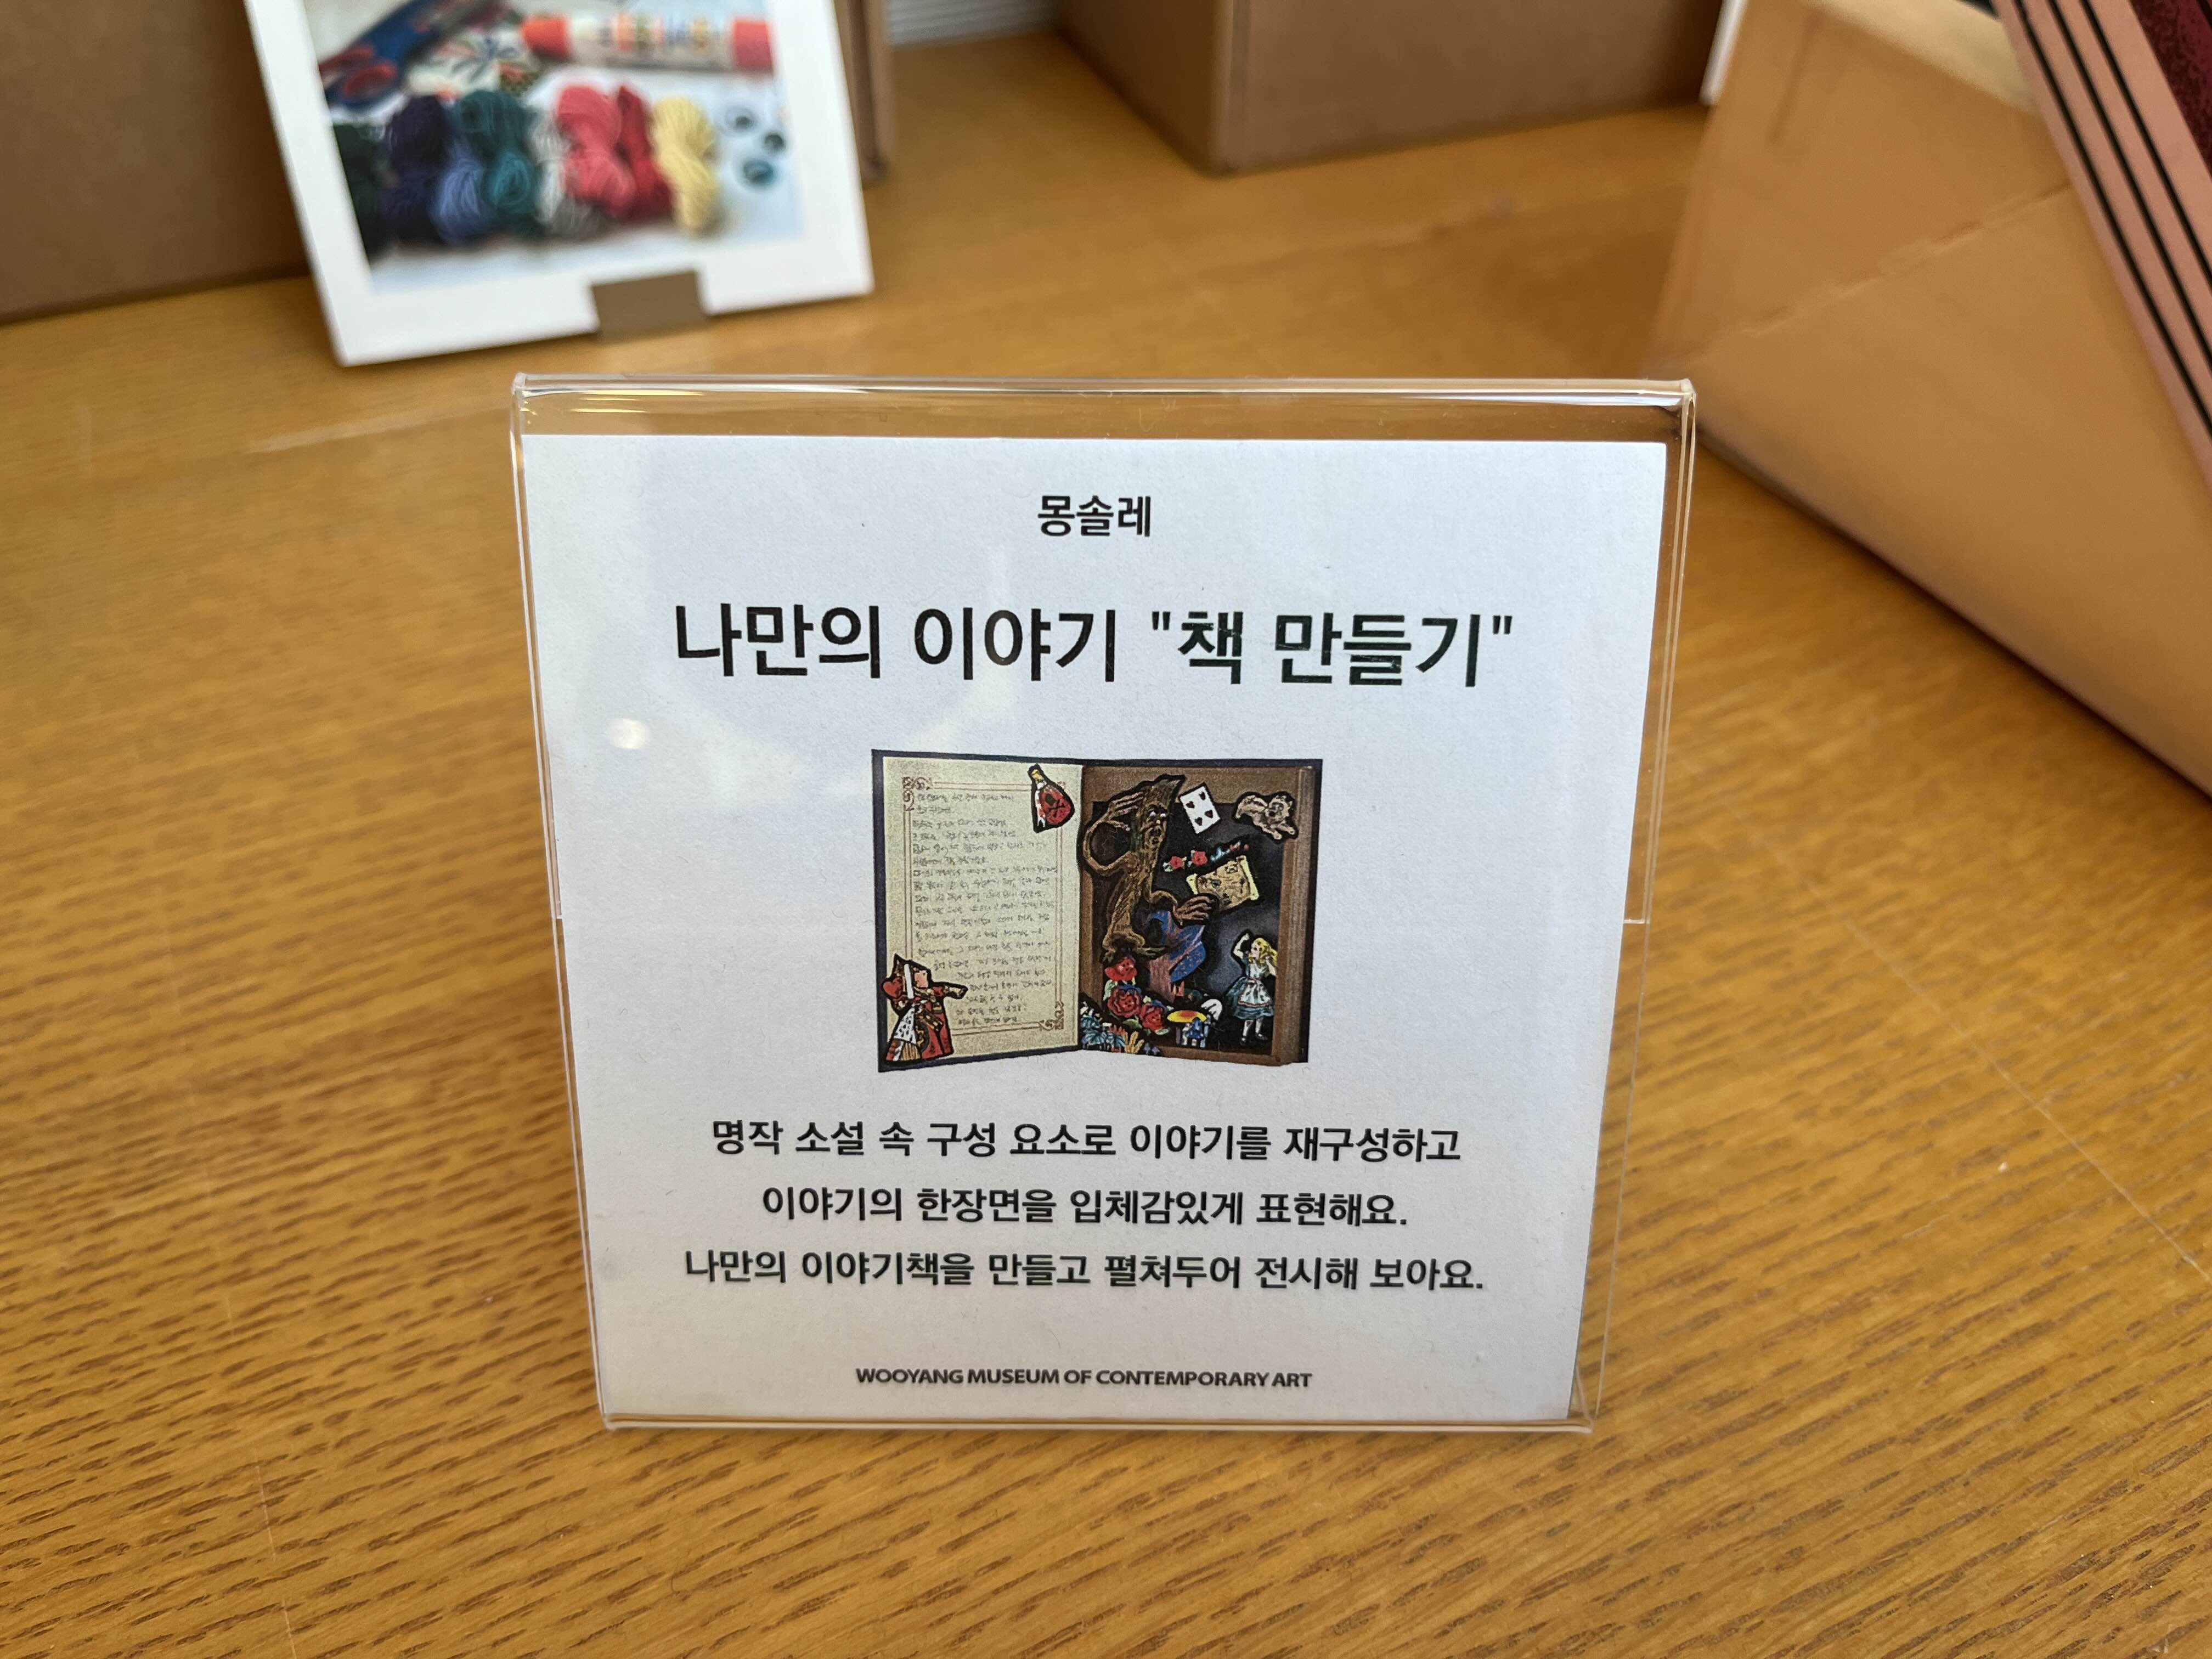 몽솔레
나만의 이야기 "책 만들기"
명작 소설 속 구성 요소로 이야기를 재구성하고
이야기의 한장면을 입체감있게 표현해요.
나만의 이야기책을 만들고 펼쳐두어 전시해 보아요.
WOOYANG MUSEUM OF CONTEMPORARY ART